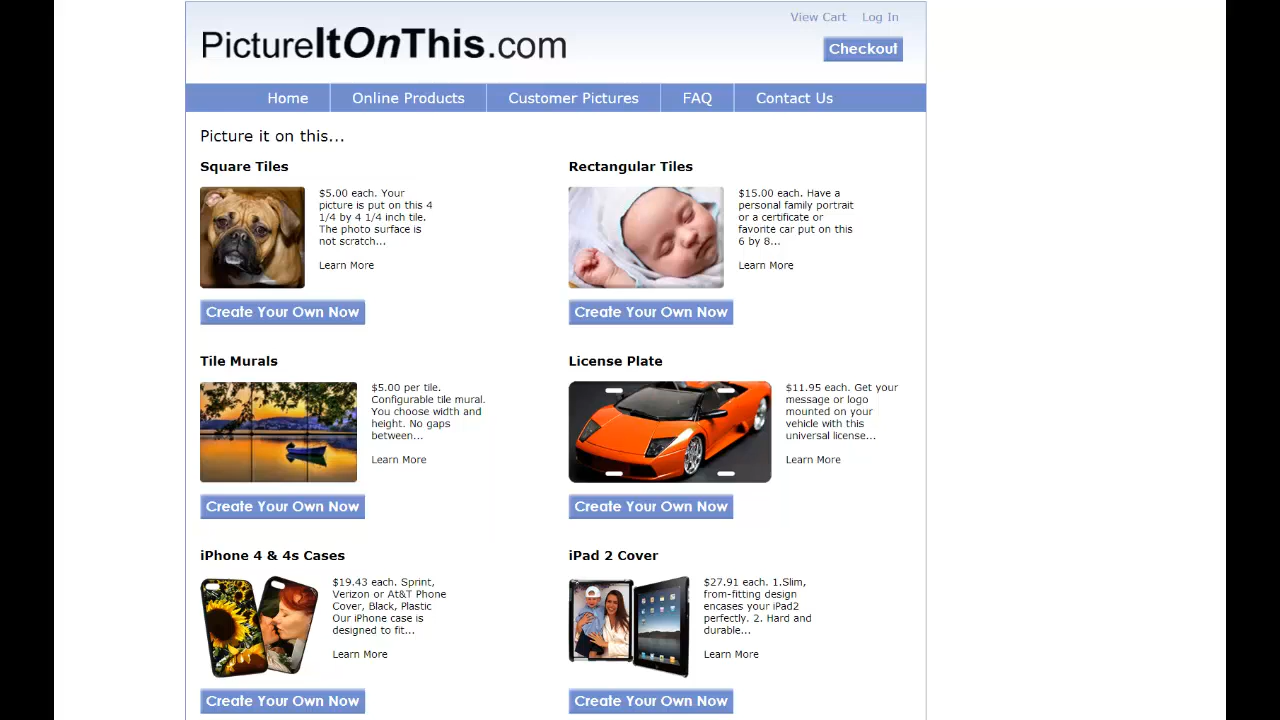 View Cart Log In
PictureItOnThis.com
Checkout
Home Online Products Customer Pictures FAQ Contact Us
Picture it on this...
Square Tiles
$5.00 each. Your
picture is put on this 4
1/4 by 4 1/4 inch tile.
The photo surface is
not scratch...
Learn More
Create Your Own Now
Rectangular Tiles
$15.00 each. Have a
personal family portrait
or a certificate or
favorite car put on this
6 by 8...
Learn More
Create Your Own Now
Tile Murals
$5.00 per tile.
Configurable tile mural.
You choose width and
height. No gaps
between...
Learn More
Create Your Own Now
License Plate
$11.95 each. Get your
message or logo
mounted on your
vehicle with this
universal license...
Learn More
Create Your Own Now
iPhone 4 & 4s Cases
$19.43 each. Sprint,
Verizon or At&T Phone
Cover, Black, Plastic
Our iPhone case is
designed to fit...
Learn More
Create Your Own Now
iPad 2 Cover
$27.91 each. 1.Slim,
from-fitting design
encases your iPad2
perfectly. 2. Hard and
durable...
Learn More
Create Your Own Now